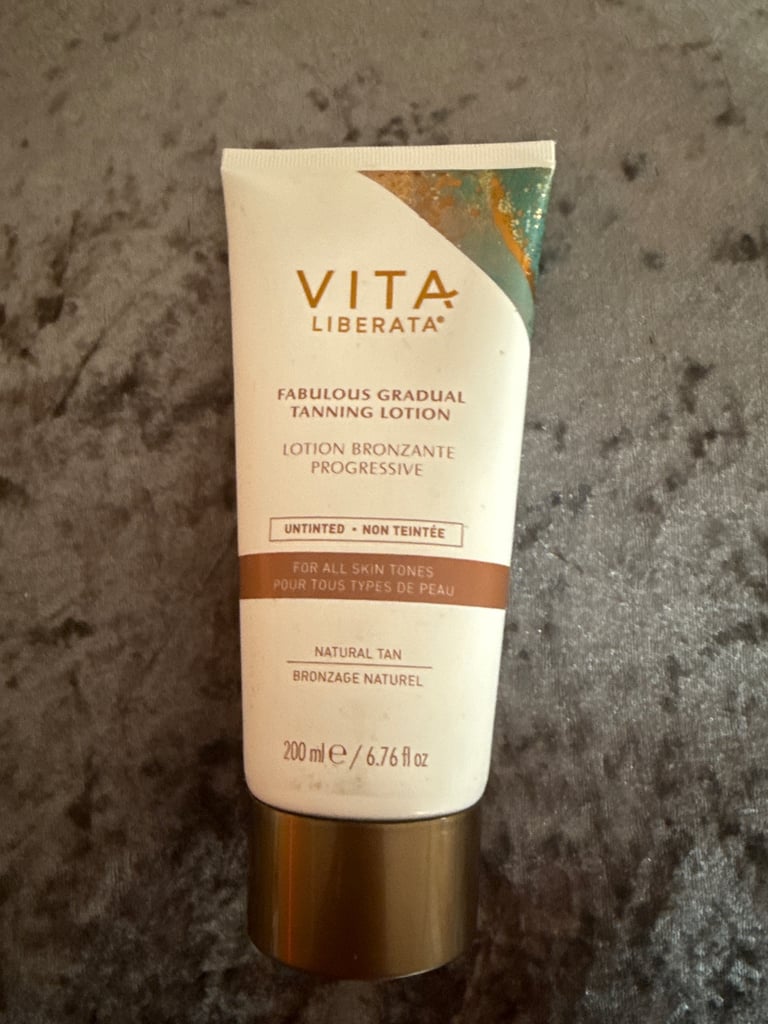 VITA
LIBERATA®
FABULOUS GRADUAL
TANNING LOTION
LOTION BRONZANTE
PROGRESSIVE
UNTINTED • NON TEINTÉE
FOR ALL SKIN TONES
POUR TOUS TYPES DE PEAU
NATURAL TAN
BRONZAGE NATUREL
200 ml ℮ / 6.76 fl oz